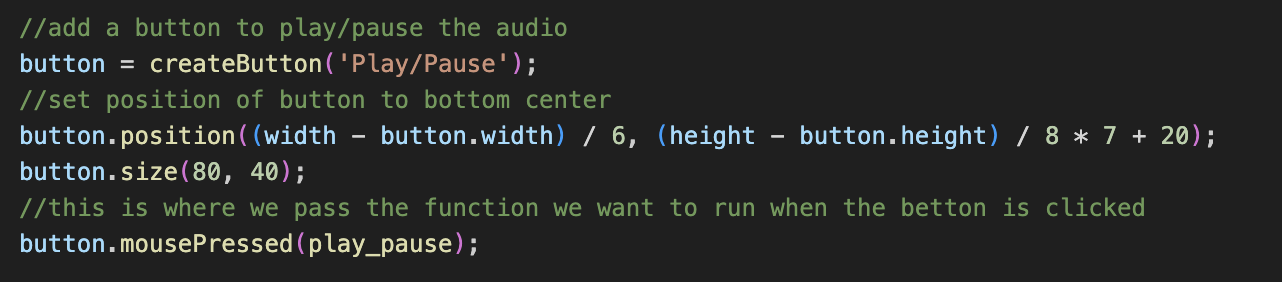 //add a button to play/pause the audio
button = createButton('Play/Pause');
//set position of button to bottom center
button.position((width - button.width) / 6, (height - button.height) / 8 * 7 + 20);
button.size(80, 40);
//this is where we pass the function we want to run when the betton is clicked
button.mousePressed(play_pause);